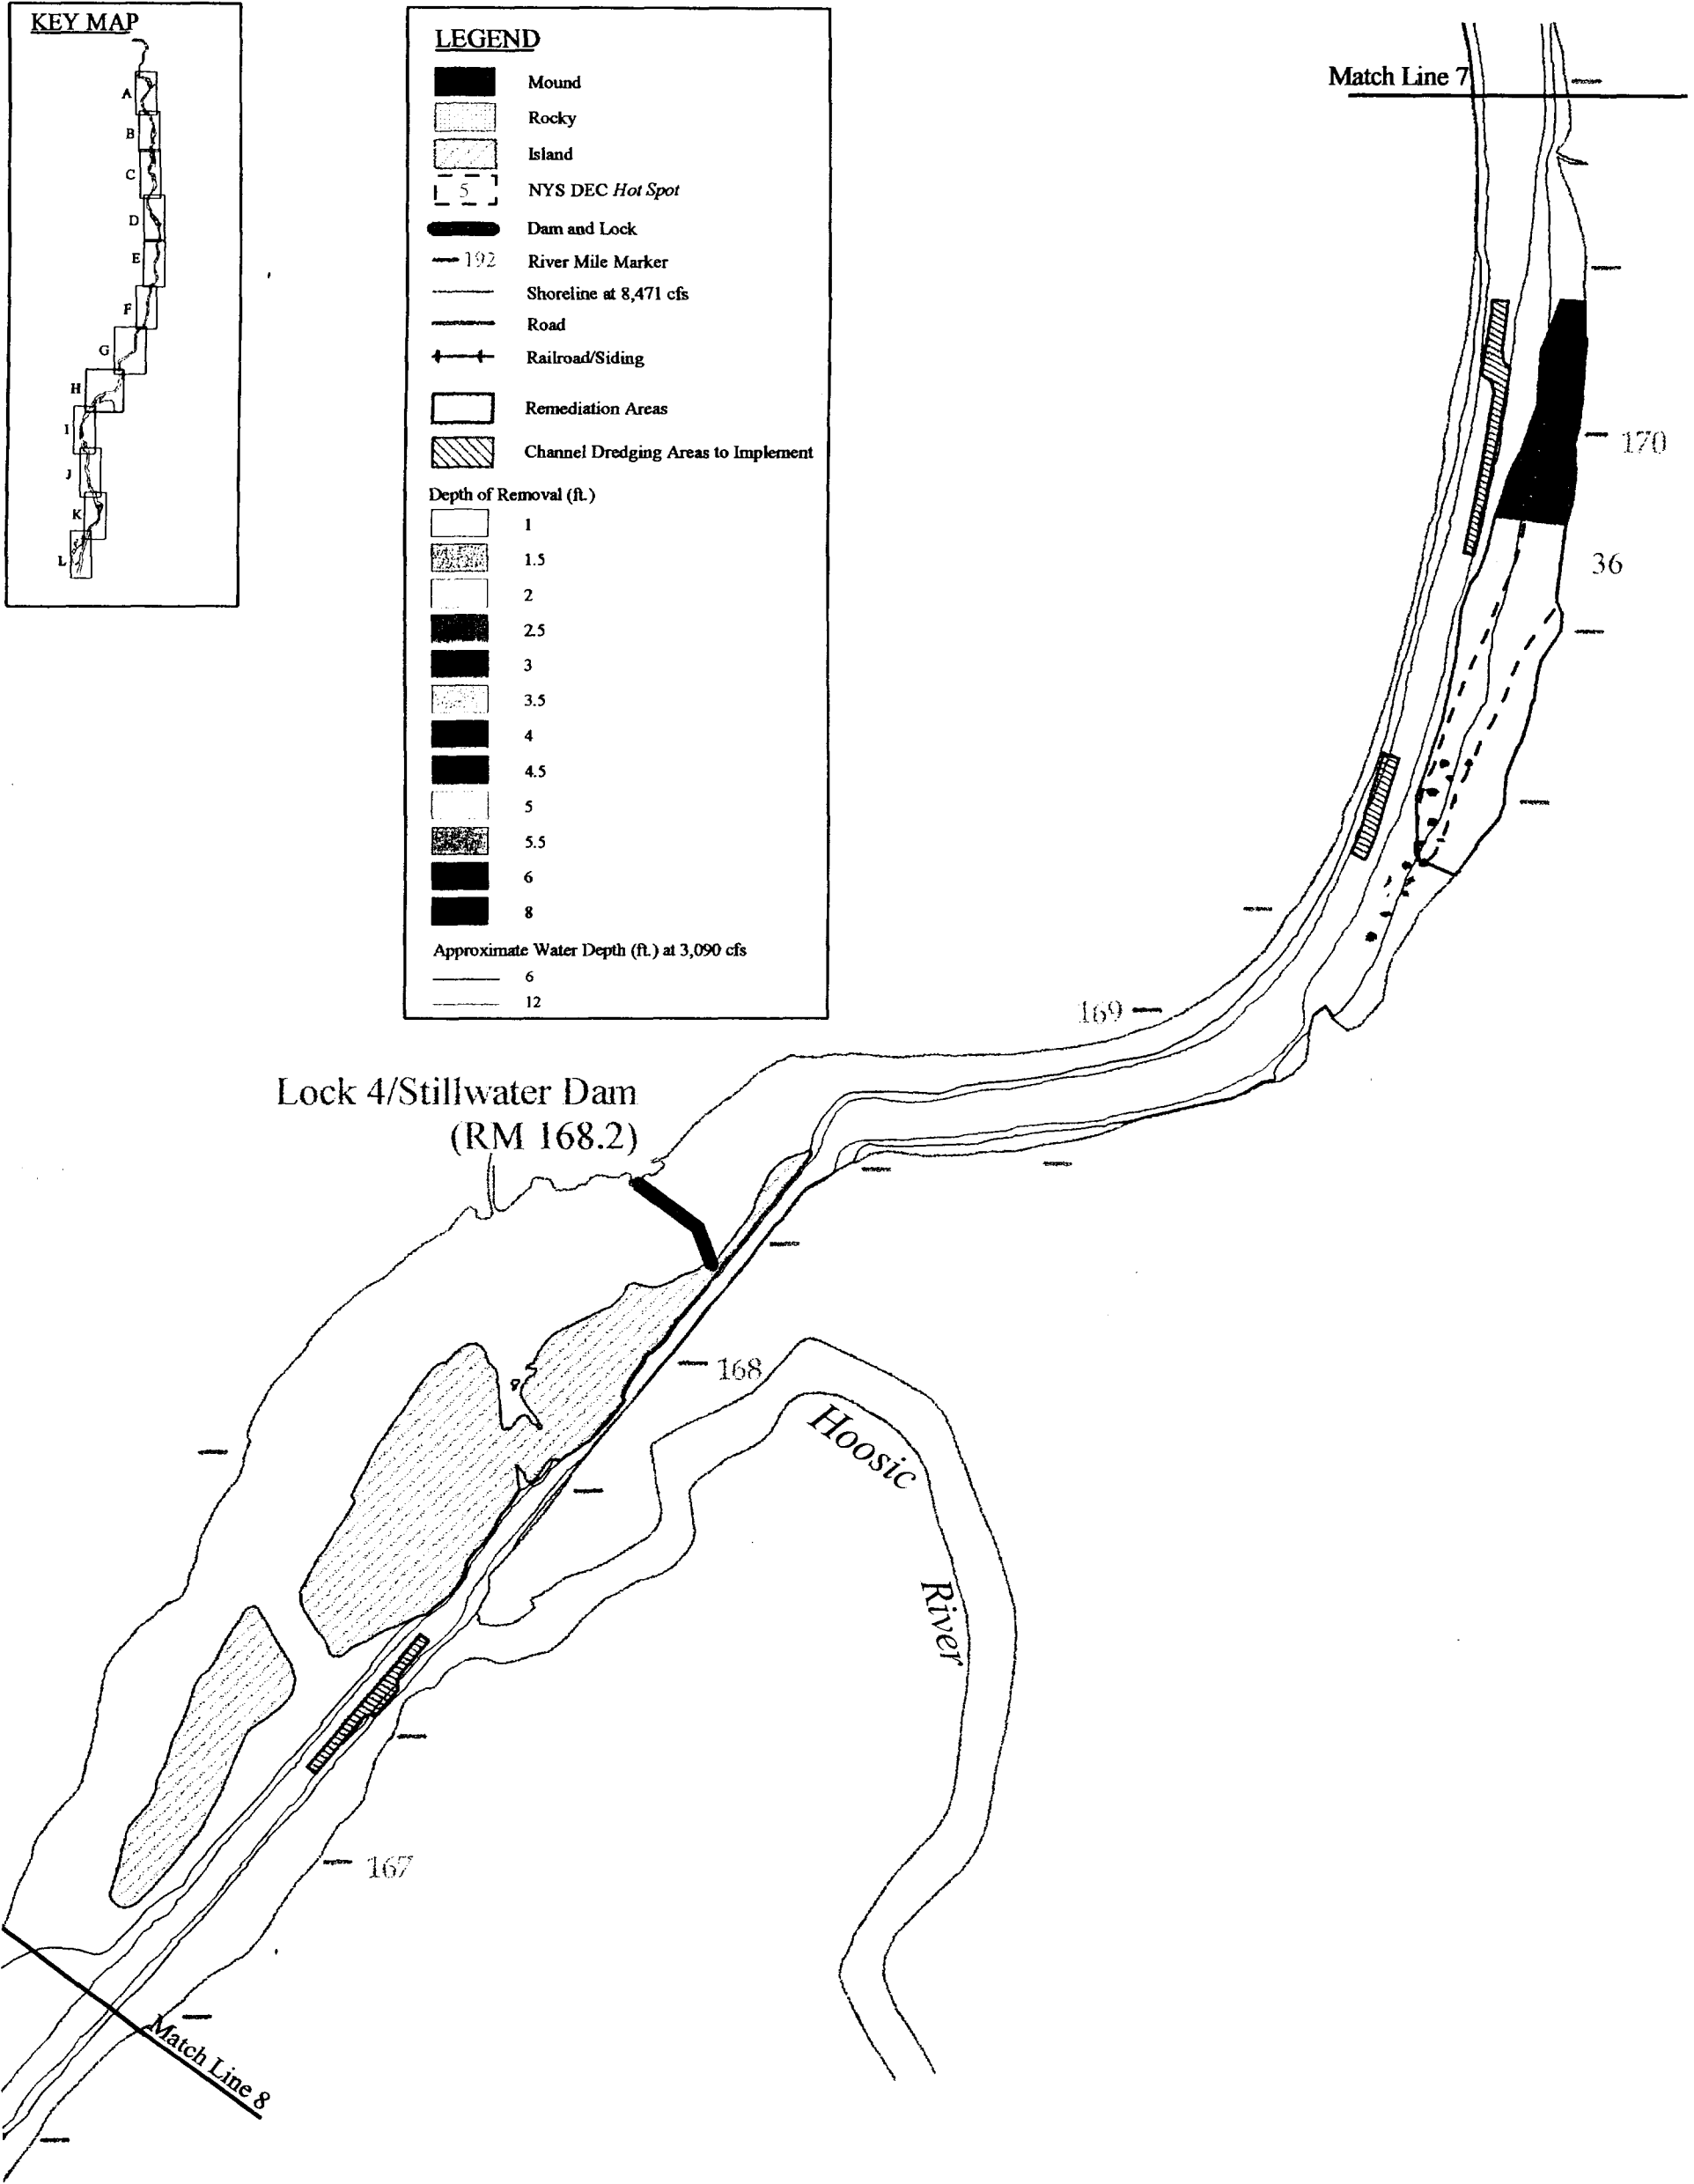 KEY MAP
A
B
C
D
E
F
G
H
I
J
K
L
LEGEND
Mound
Rocky
Island
5 NYS DEC Hot Spot
Dam and Lock
192 River Mile Marker
Shoreline at 8,471 cfs
Road
Railroad/Siding
Remediation Areas
Channel Dredging Areas to Implement
Depth of Removal (ft.)
1
1.5
2
2.5
3
3.5
4
4.5
5
5.5
6
8
Approximate Water Depth (ft.) at 3,090 cfs
6
12
Match Line 7
170
36
169
Lock 4/Stillwater Dam
(RM 168.2)
168
Hoosic
River
167
Match Line 8